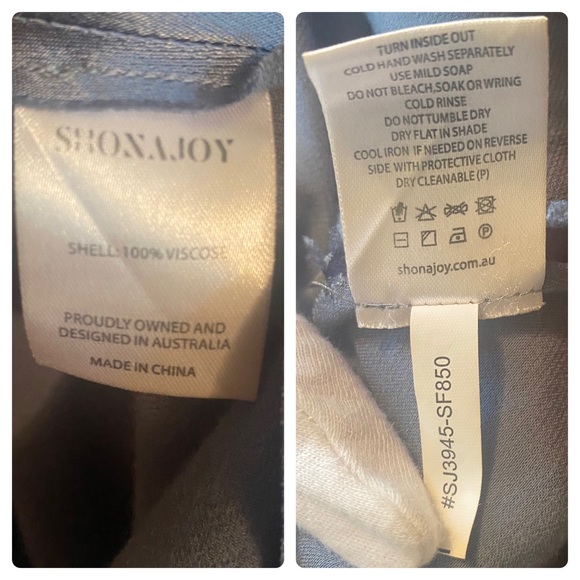 SHONAJOY
SHELL: 100% VISCOSE
PROUDLY OWNED AND
DESIGNED IN AUSTRALIA
MADE IN CHINA
TURN INSIDE OUT
COLD HAND WASH SEPARATELY
USE MILD SOAP
DO NOT BLEACH,SOAK OR WRING
COLD RINSE
DO NOT TUMBLE DRY
DRY FLAT IN SHADE
COOL IRON IF NEEDED ON REVERSE
SIDE WITH PROTECTIVE CLOTH
DRY CLEANABLE (P)
P
shonajoy.com.au
#SJ3945-SF850